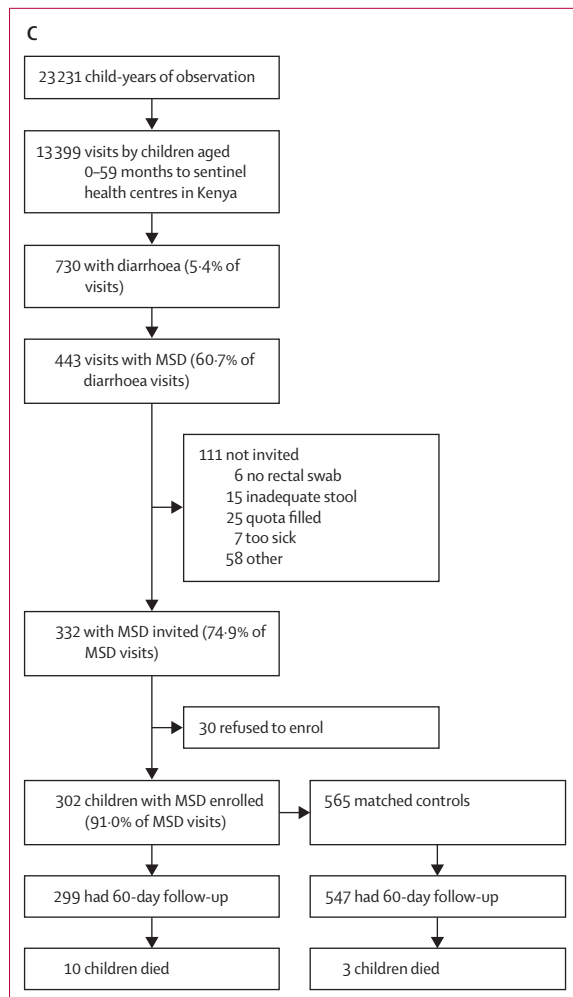 C
23 231 child-years of observation
13 399 visits by children aged
0–59 months to sentinel
health centres in Kenya
730 with diarrhoea (5·4% of
visits)
443 visits with MSD (60·7% of
diarrhoea visits)
111 not invited
6 no rectal swab
15 inadequate stool
25 quota filled
7 too sick
58 other
332 with MSD invited (74·9% of
MSD visits)
30 refused to enrol
302 children with MSD enrolled
(91·0% of MSD visits)
565 matched controls
299 had 60-day follow-up
547 had 60-day follow-up
10 children died
3 children died